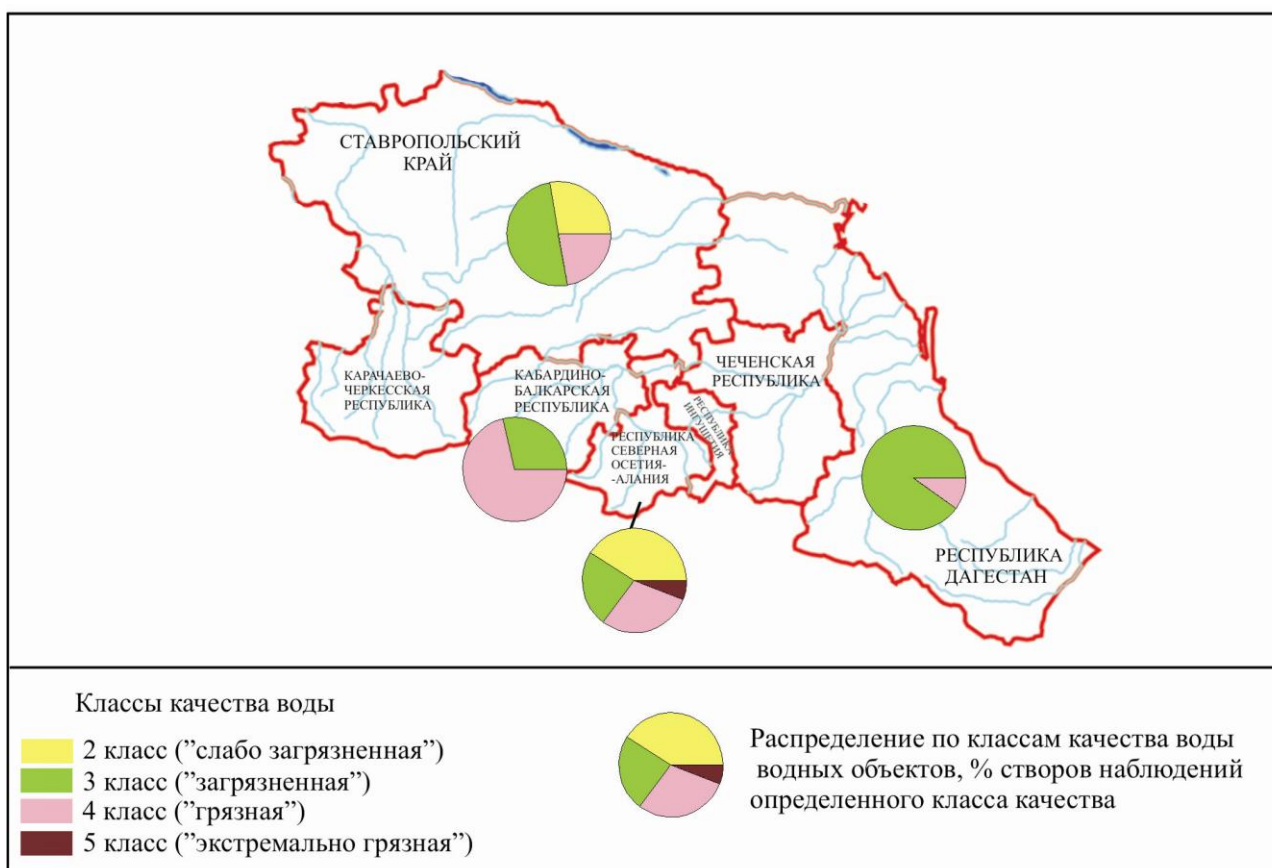 СТАВРОПОЛЬСКИЙ
КРАЙ
КАРАЧАЕВО-
ЧЕРКЕССКАЯ
РЕСПУБЛИКА
КАБАРДИНО-
БАЛКАРСКАЯ
РЕСПУБЛИКА
РЕСПУБЛИКА
СЕВЕРНАЯ
ОСЕТИЯ-
-АЛАНИЯ
РЕСПУБЛИКА
ИНГУШЕТИЯ
ЧЕЧЕНСКАЯ
РЕСПУБЛИКА
РЕСПУБЛИКА
ДАГЕСТАН
Классы качества воды
2 класс (”слабо загрязненная”)
3 класс (”загрязненная”)
4 класс (”грязная”)
5 класс (”экстремально грязная”)
Распределение по классам качества воды
водных объектов, % створов наблюдений
определенного класса качества